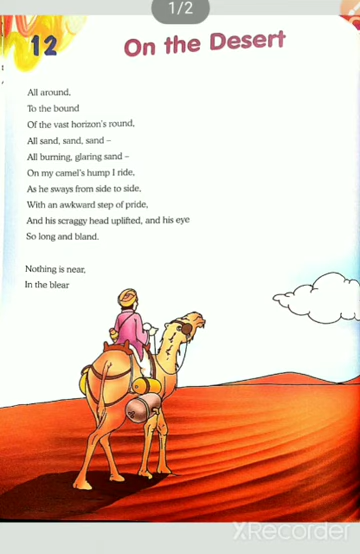 1/2
12
On the Desert
All around,
To the bound
Of the vast horizon's round,
All sand, sand, sand –
All burning, glaring sand –
On my camel's hump I ride,
As he sways from side to side,
With an awkward step of pride,
And his scraggy head uplifted, and his eye
So long and bland.
Nothing is near,
In the blear
XRecorder